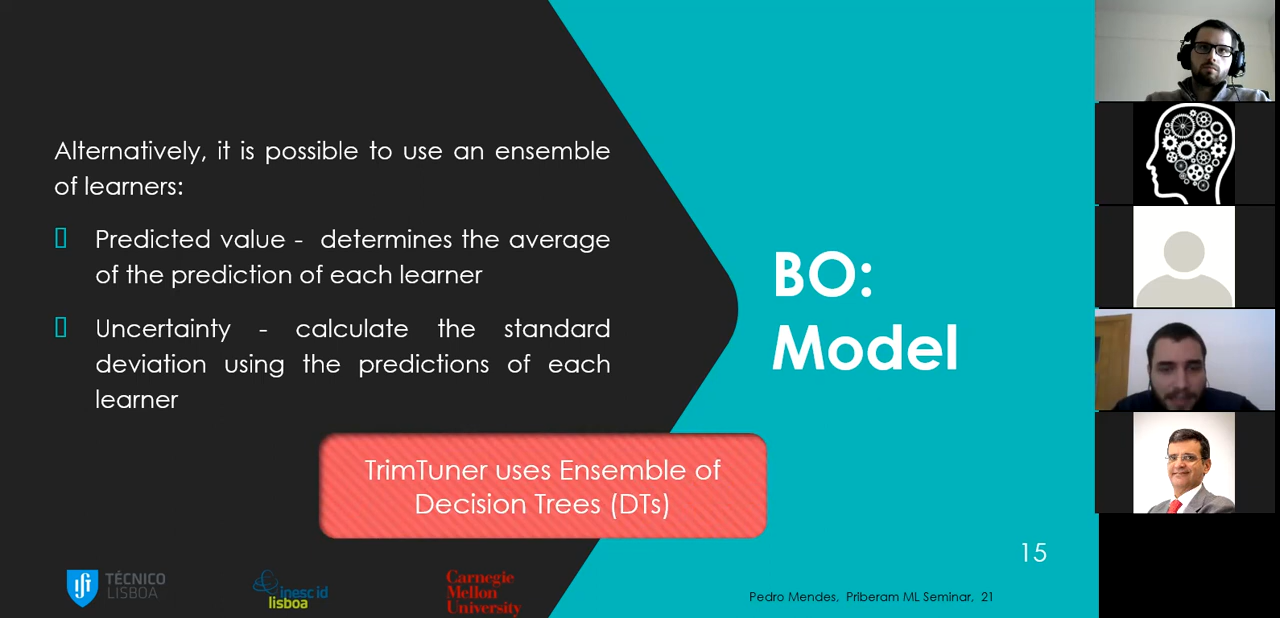 Alternatively, it is possible to use an ensemble
of learners:
Predicted value - determines the average
of the prediction of each learner
Uncertainty - calculate the standard
deviation using the predictions of each
learner
BO:
Model
TrimTuner uses Ensemble of
Decision Trees (DTs)
15
TÉCNICO
LISBOA
inesc id
lisboa
Carnegie
Mellon
University
Pedro Mendes, Priberam ML Seminar, 21